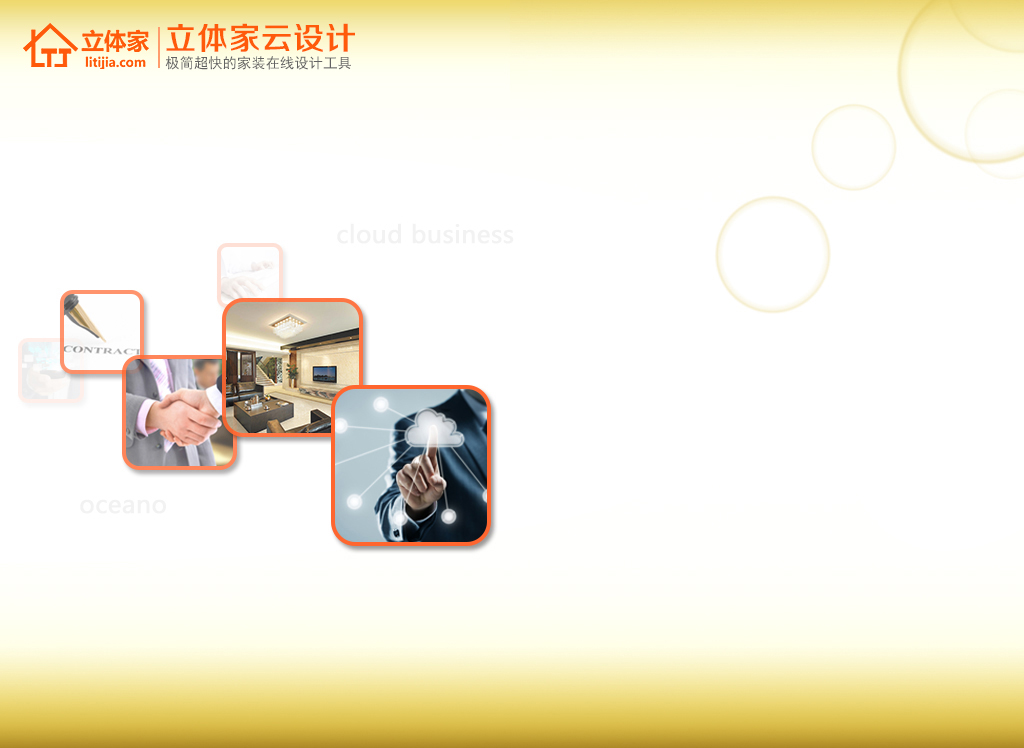 立体家
litijia.com
立体家云设计
极简超快的家装在线设计工具
cloud business
CONTRACT
oceano